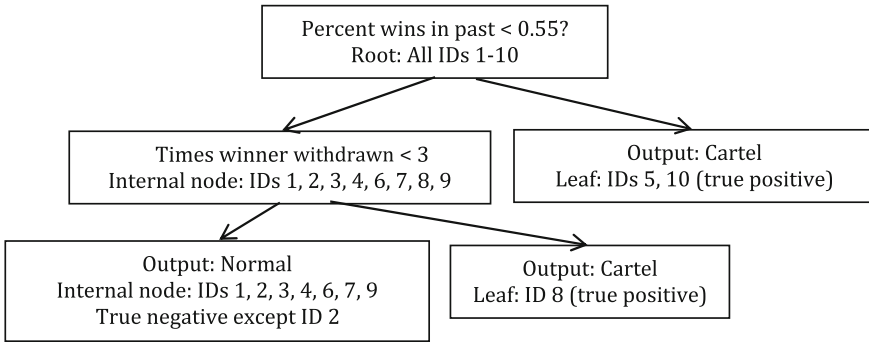 Percent wins in past < 0.55?
Root: All IDs 1-10
Times winner withdrawn < 3
Internal node: IDs 1, 2, 3, 4, 6, 7, 8, 9
Output: Cartel
Leaf: IDs 5, 10 (true positive)
Output: Normal
Internal node: IDs 1, 2, 3, 4, 6, 7, 9
True negative except ID 2
Output: Cartel
Leaf: ID 8 (true positive)